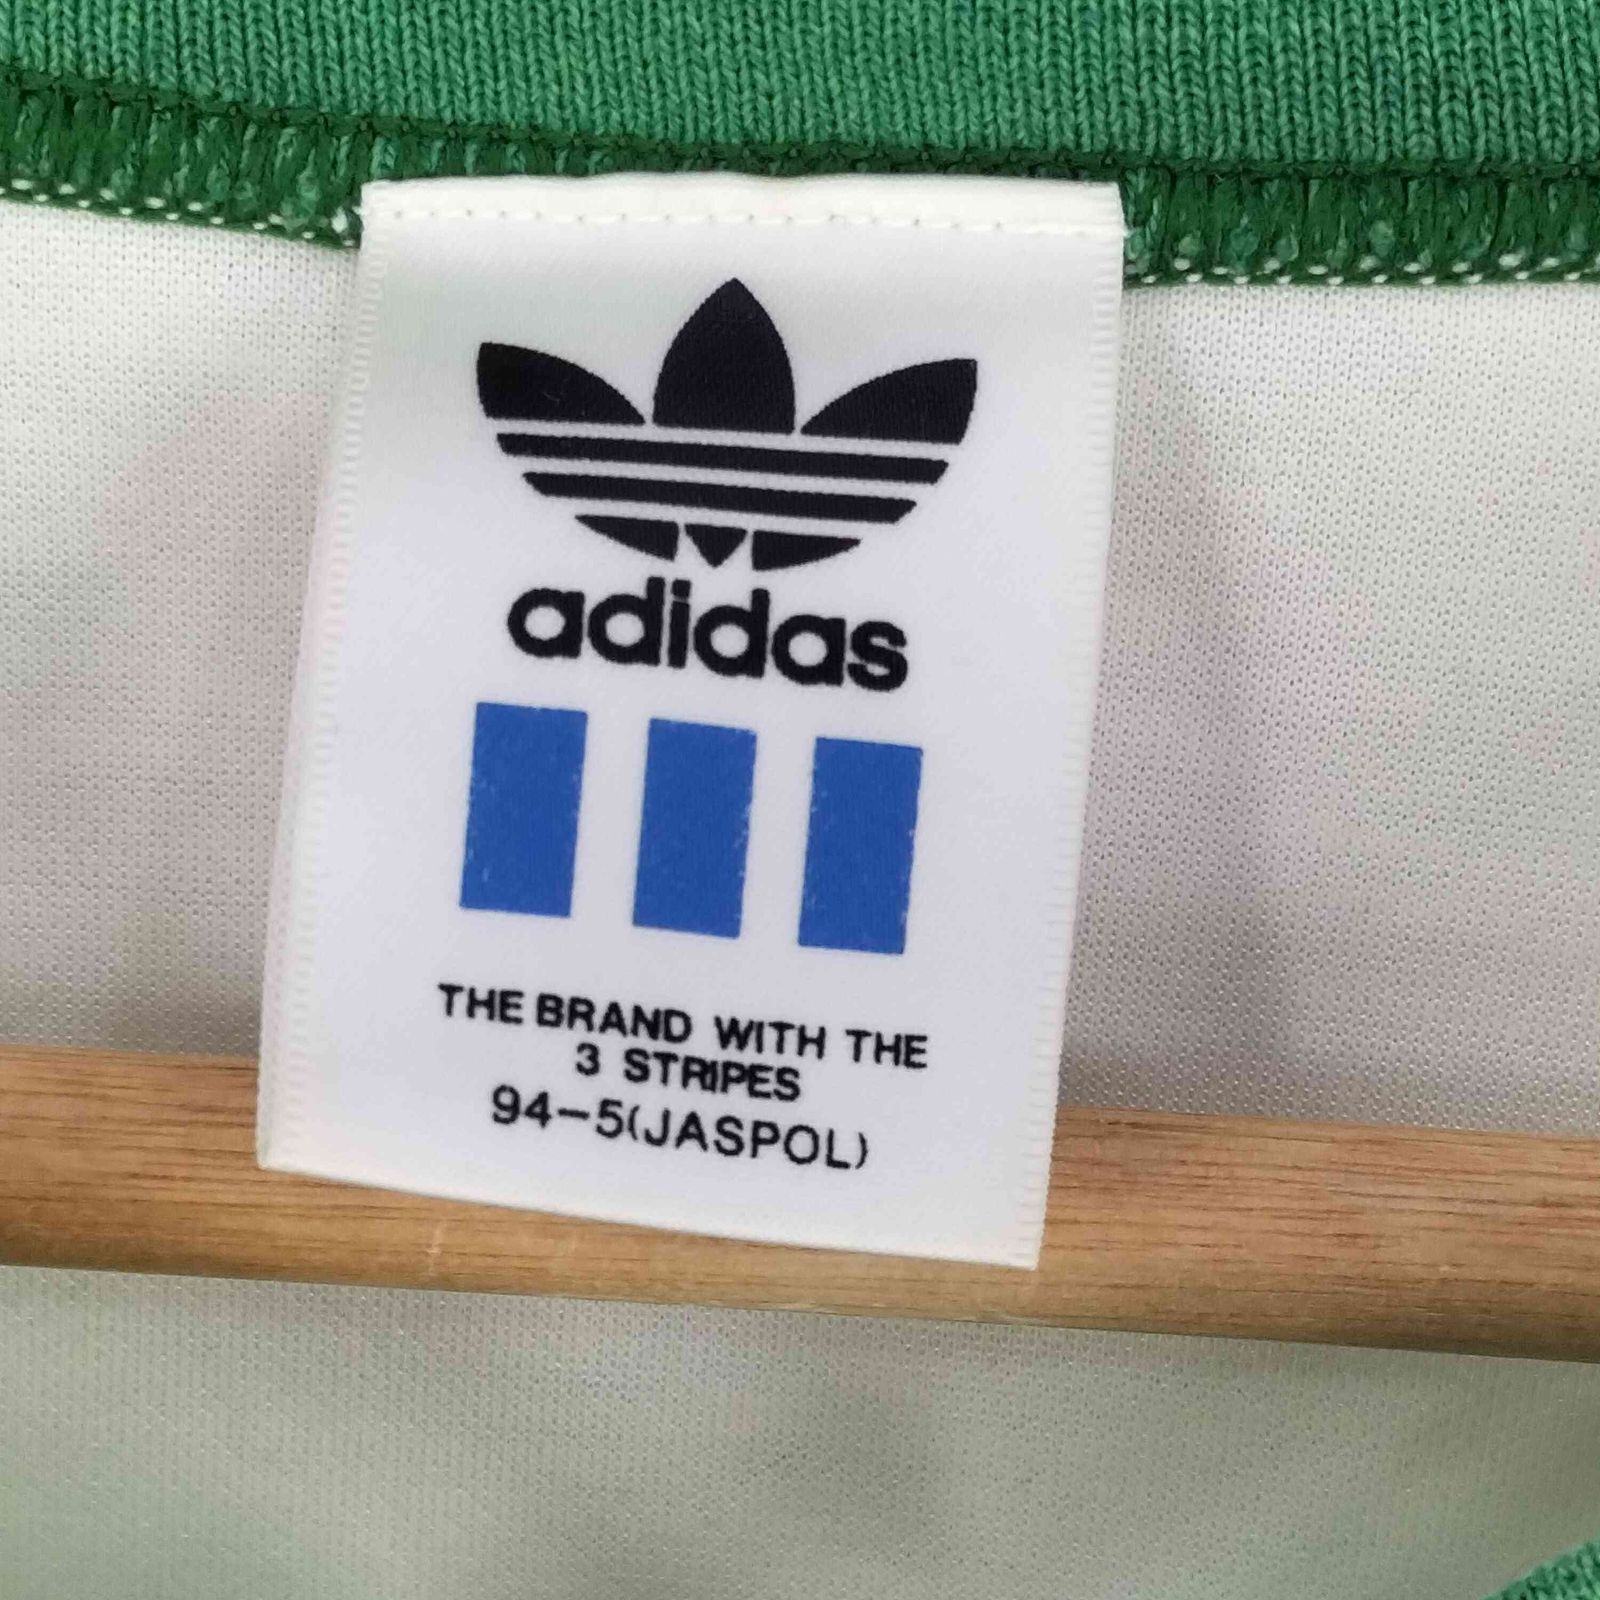 adidas
THE BRAND WITH THE
3 STRIPES
94-5(JASPOL)